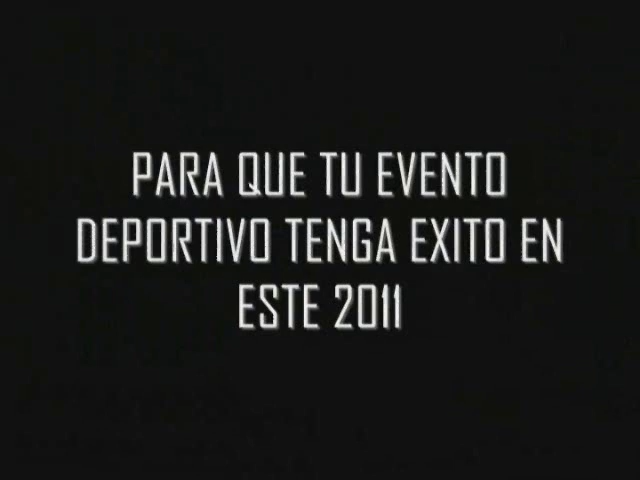 PARA QUE TU EVENTO
DEPORTIVO TENGA EXITO EN
ESTE 2011